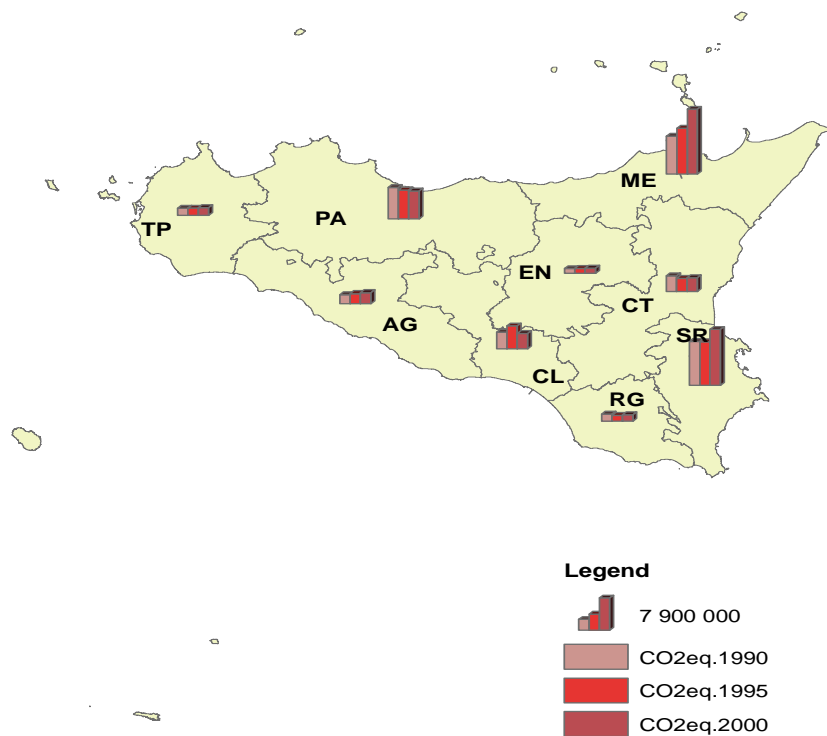 ME
PA
TP
EN
CT
AG
SR
CL
RG
Legend
7 900 000
CO2eq.1990
CO2eq.1995
CO2eq.2000